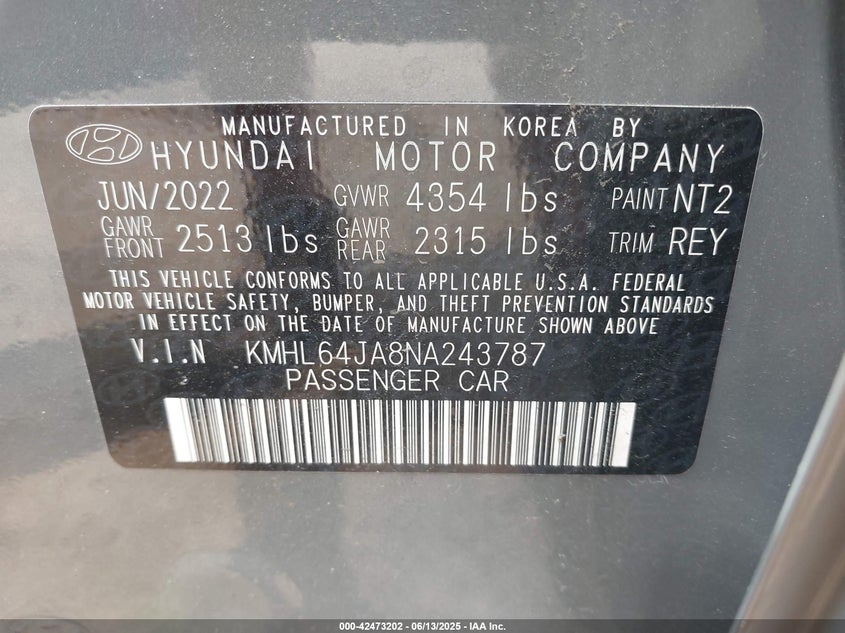 MANUFACTURED IN KOREA BY
HYUNDAI MOTOR COMPANY
JUN/2022 GVWR 4354 lbs PAINT NT2
GAWR FRONT 2513 lbs GAWR REAR 2315 lbs TRIM REY
THIS VEHICLE CONFORMS TO ALL APPLICABLE U.S.A. FEDERAL
MOTOR VEHICLE SAFETY, BUMPER, AND THEFT PREVENTION STANDARDS
IN EFFECT ON THE DATE OF MANUFACTURE SHOWN ABOVE
V.I.N KMHL64JA8NA243787
PASSENGER CAR
000-42473202 - 06/13/2025 - IAA Inc.